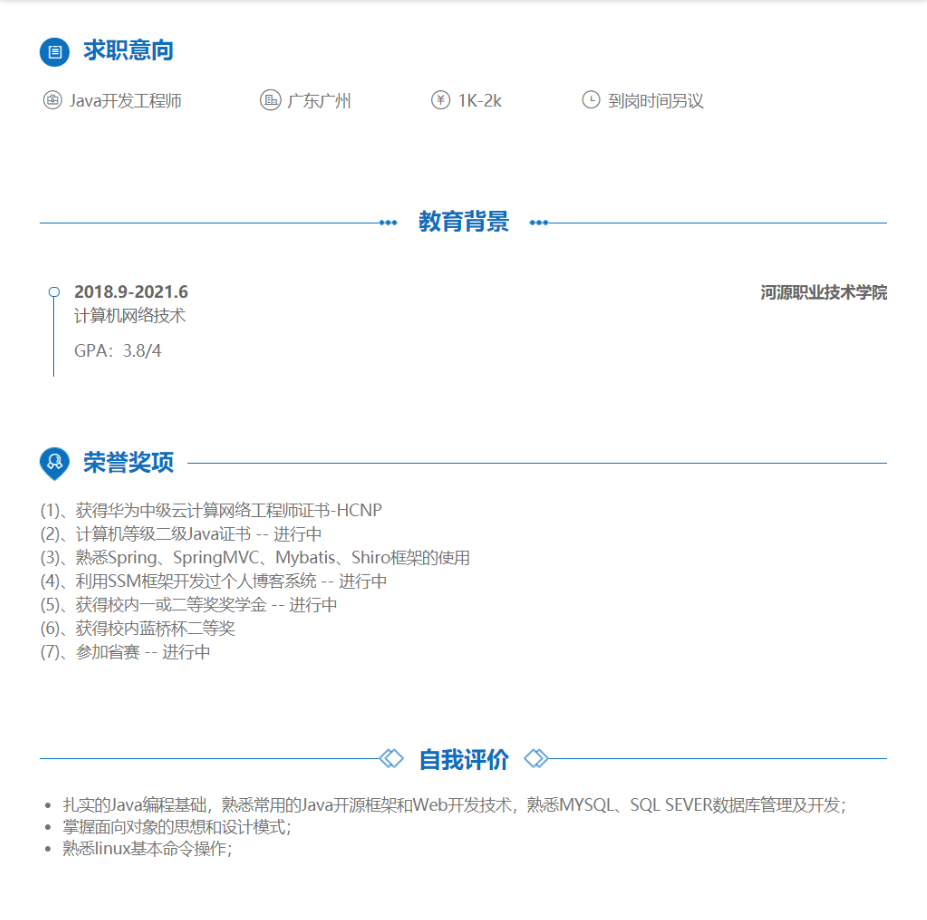 求职意向
Java开发工程师 广东广州 1K-2k 到岗时间另议
教育背景
2018.9-2021.6 河源职业技术学院
计算机网络技术
GPA：3.8/4
荣誉奖项
(1)、获得华为中级云计算网络工程师证书-HCNP
(2)、计算机等级二级Java证书 -- 进行中
(3)、熟悉Spring、SpringMVC、Mybatis、Shiro框架的使用
(4)、利用SSM框架开发过个人博客系统 -- 进行中
(5)、获得校内一或二等奖奖学金 -- 进行中
(6)、获得校内蓝桥杯二等奖
(7)、参加省赛 -- 进行中
自我评价
• 扎实的Java编程基础，熟悉常用的Java开源框架和Web开发技术，熟悉MYSQL、SQL SEVER数据库管理及开发；
• 掌握面向对象的思想和设计模式；
• 熟悉linux基本命令操作；